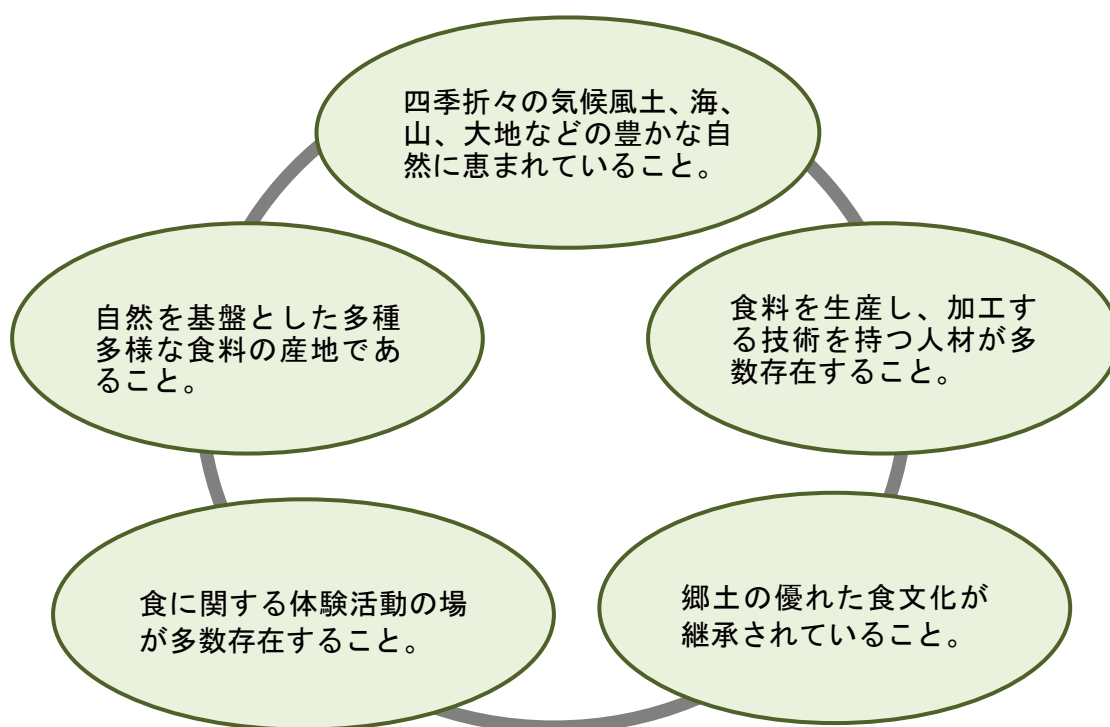 四季折々の気候風土、海、
山、大地などの豊かな自
然に恵まれていること。
自然を基盤とした多種
多様な食料の産地であ
ること。
食料を生産し、加工す
る技術を持つ人材が多
数存在すること。
食に関する体験活動の場
が多数存在すること。
郷土の優れた食文化が
継承されていること。